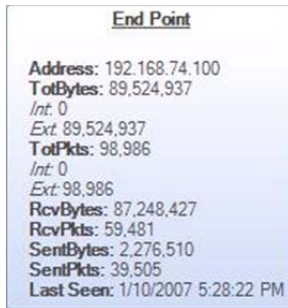 End Point
Address: 192.168.74.100
TotBytes: 89,524,937
Int: 0
Ext: 89,524,937
TotPkts: 98,986
Int: 0
Ext: 98,986
RcvBytes: 87,248,427
RcvPkts: 59,481
SentBytes: 2,276,510
SentPkts: 39,505
Last Seen: 1/10/2007 5:28:22 PM